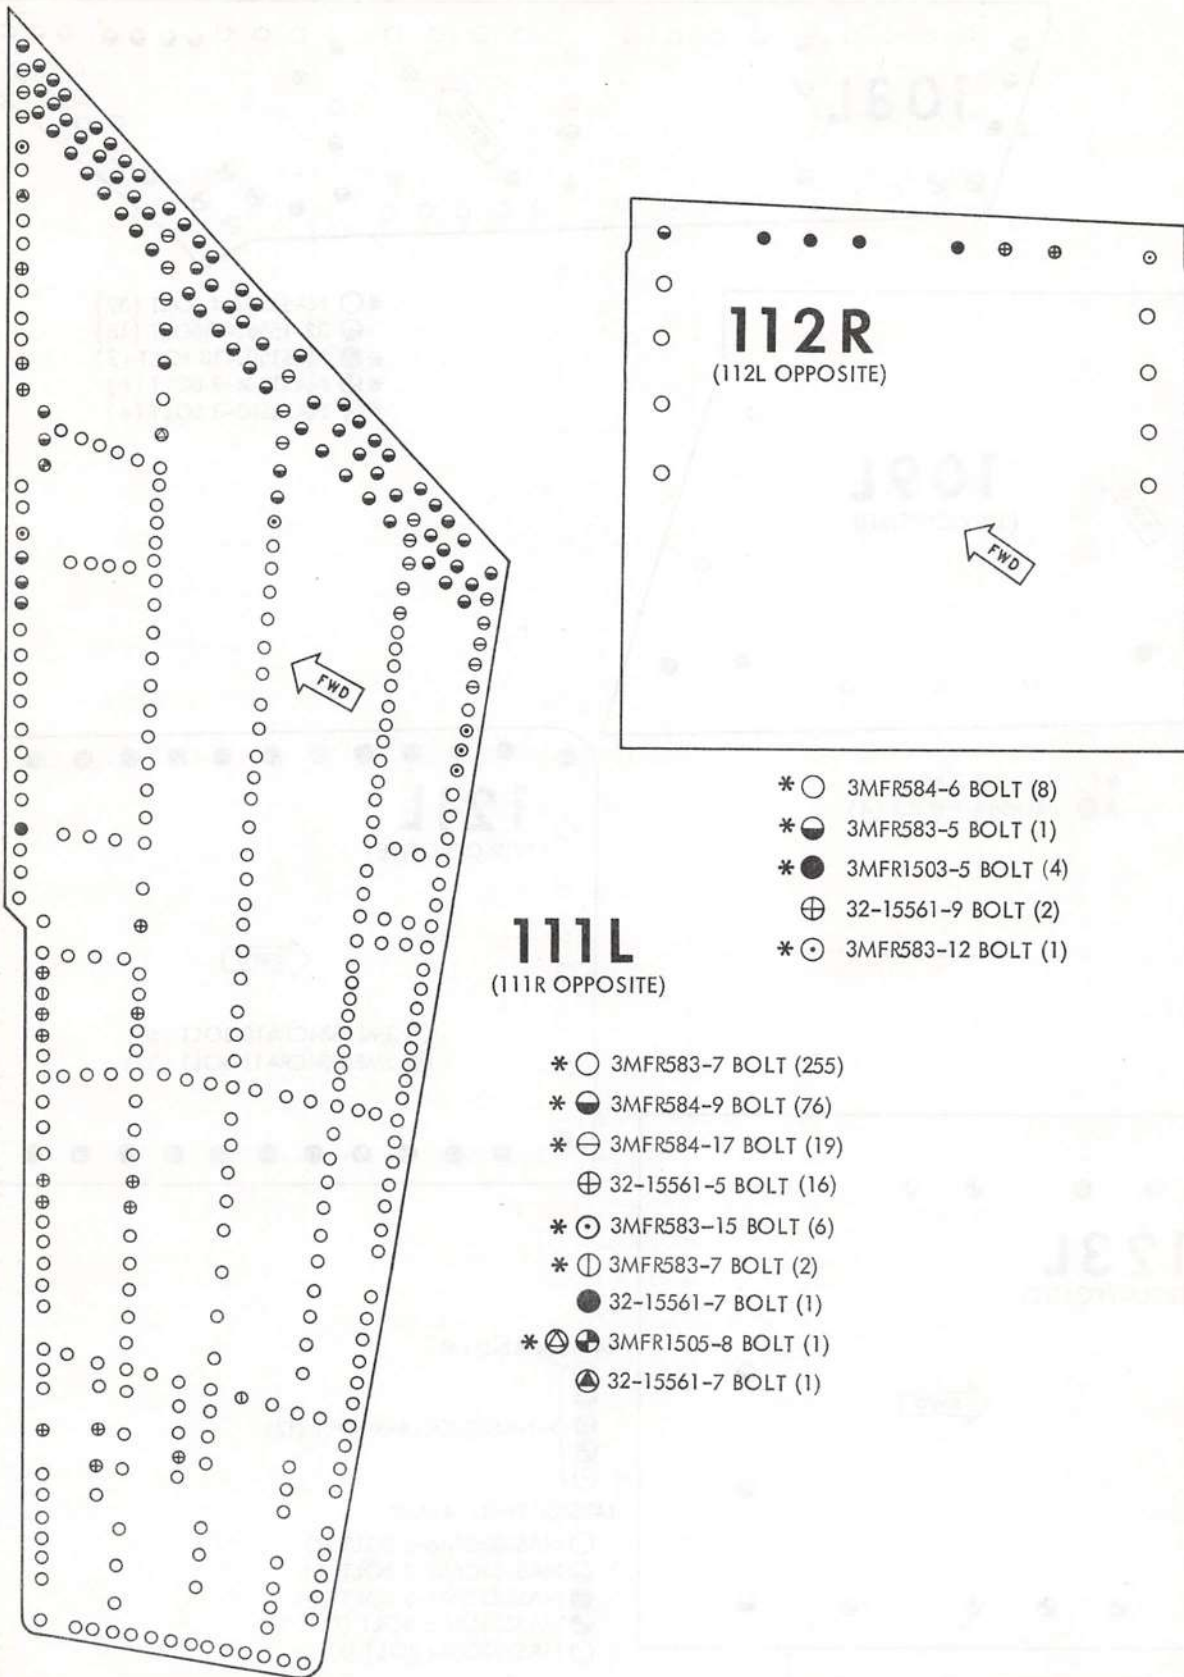 112R
(112L OPPOSITE)
FWD
FWD
* 3MFR584-6 BOLT (8)
* 3MFR583-5 BOLT (1)
* 3MFR1503-5 BOLT (4)
32-15561-9 BOLT (2)
* 3MFR583-12 BOLT (1)
111L
(111R OPPOSITE)
* 3MFR583-7 BOLT (255)
* 3MFR584-9 BOLT (76)
* 3MFR584-17 BOLT (19)
32-15561-5 BOLT (16)
* 3MFR583-15 BOLT (6)
* 3MFR583-7 BOLT (2)
32-15561-7 BOLT (1)
* 3MFR1505-8 BOLT (1)
32-15561-7 BOLT (1)
108L
109L
123L